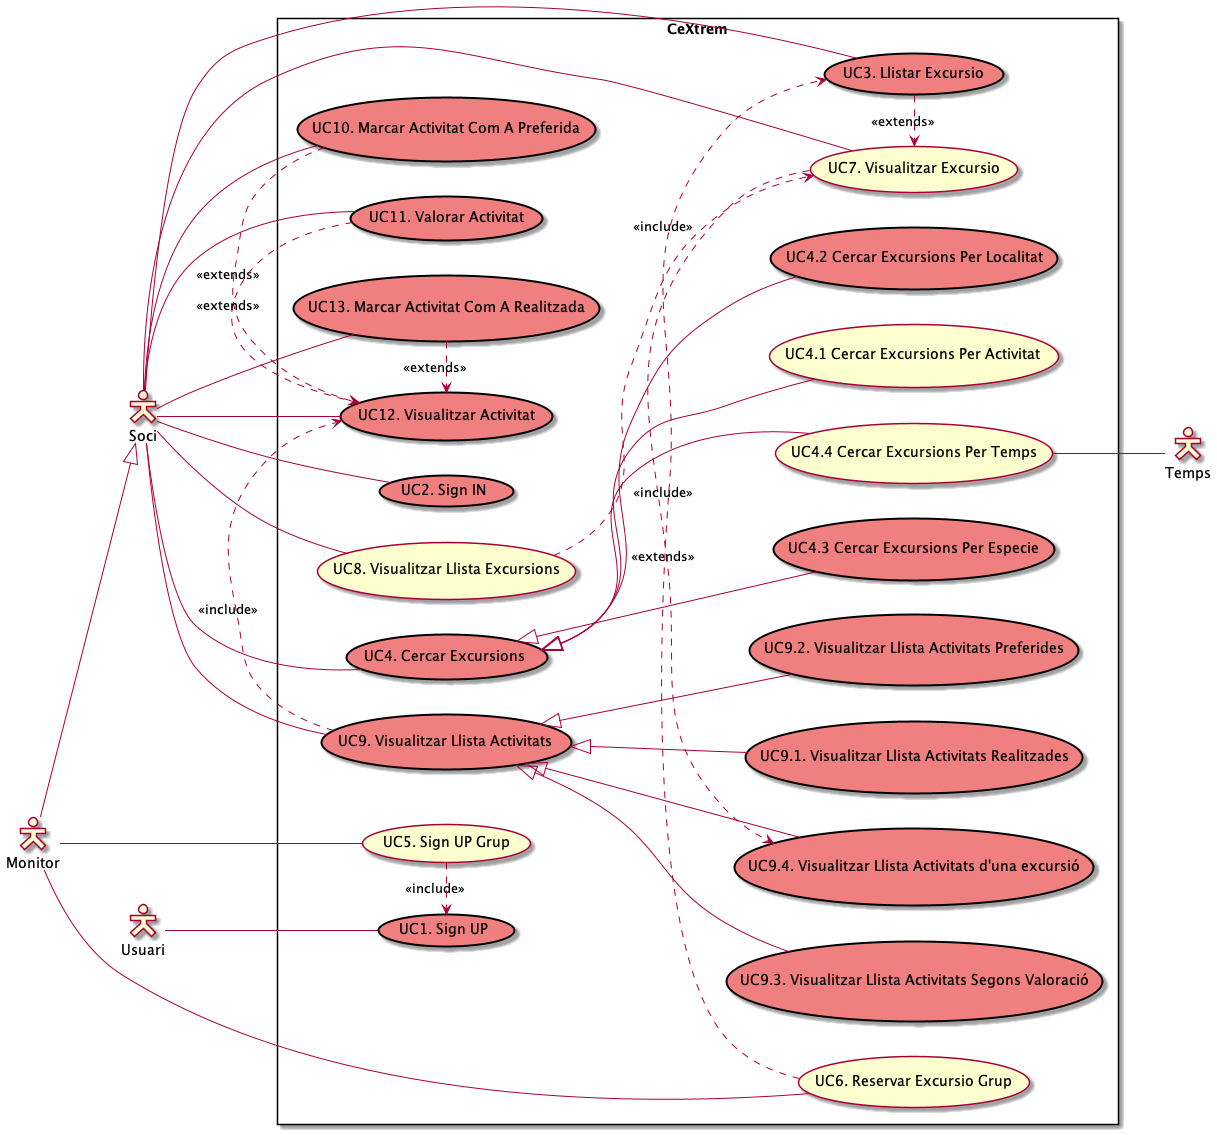 CeXtrem
UC3. Llistar Excursio
UC10. Marcar Activitat Com A Preferida
«extends»
UC7. Visualitzar Excursio
UC11. Valorar Activitat
«include»
UC4.2 Cercar Excursions Per Localitat
«extends»
«extends»
UC13. Marcar Activitat Com A Realitzada
UC4.1 Cercar Excursions Per Activitat
«extends»
UC12. Visualitzar Activitat
Soci
UC4.4 Cercar Excursions Per Temps
Temps
UC2. Sign IN
«include»
UC4.3 Cercar Excursions Per Especie
«extends»
UC8. Visualitzar Llista Excursions
«include»
UC9.2. Visualitzar Llista Activitats Preferides
UC4. Cercar Excursions
UC9. Visualitzar Llista Activitats
UC9.1. Visualitzar Llista Activitats Realitzades
UC5. Sign UP Grup
Monitor
UC9.4. Visualitzar Llista Activitats d'una excursió
«include»
UC1. Sign UP
Usuari
UC9.3. Visualitzar Llista Activitats Segons Valoració
UC6. Reservar Excursio Grup